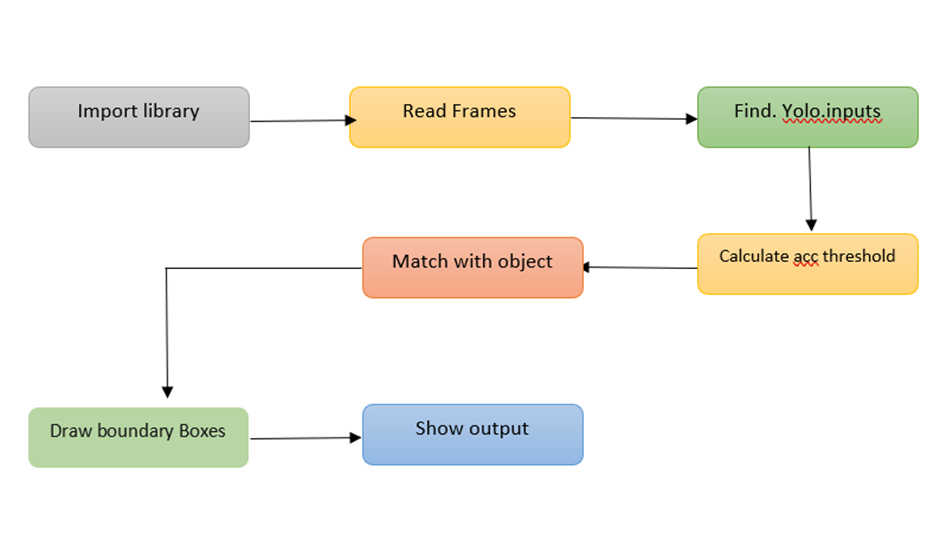 Import library
Read Frames
Find. Yolo.inputs
Calculate acc threshold
Match with object
Draw boundary Boxes
Show output